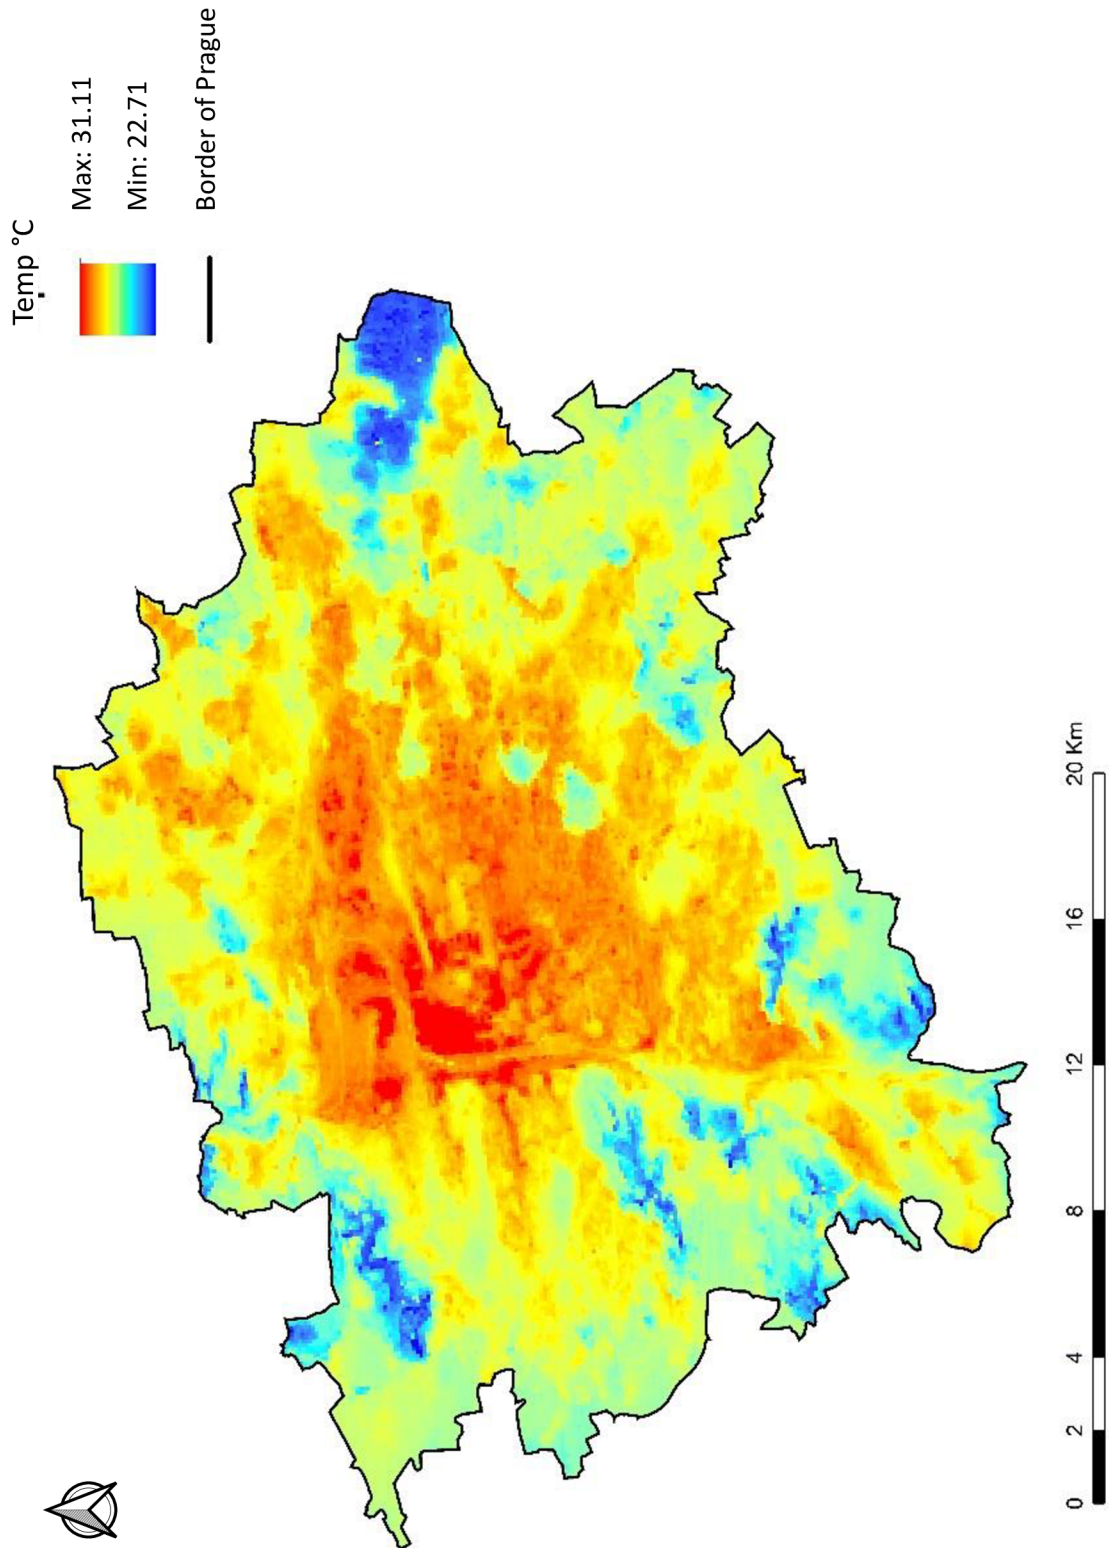 Temp °C
Max: 31.11
Min: 22.71
Border of Prague
0 2 4 8 12 16 20 Km